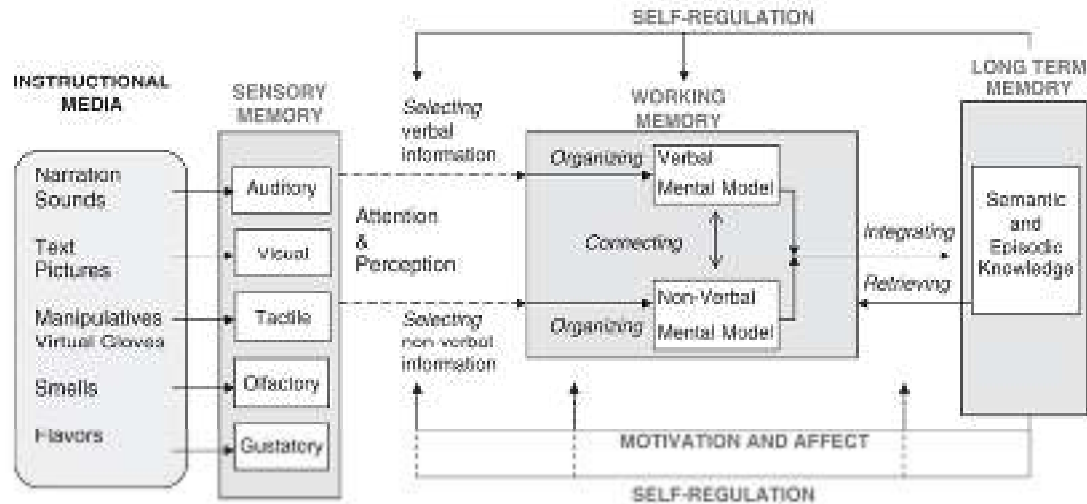 SELF-REGULATION
INSTRUCTIONAL
MEDIA
SENSORY
MEMORY
Selecting
verbal
information
WORKING
MEMORY
LONG TERM
MEMORY
Narration
Sounds
Text
Pictures
Manipulatives
Virtual Gloves
Smells
Flavors
Auditory
Visual
Tactile
Olfactory
Gustatory
Attention
&
Perception
Selecting
non-verbal
information
Organizing
Verbal
Mental Model
Connecting
Non-Verbal
Mental Model
Organizing
Integrating
Retrieving
Semantic
and
Episodic
Knowledge
MOTIVATION AND AFFECT
SELF-REGULATION